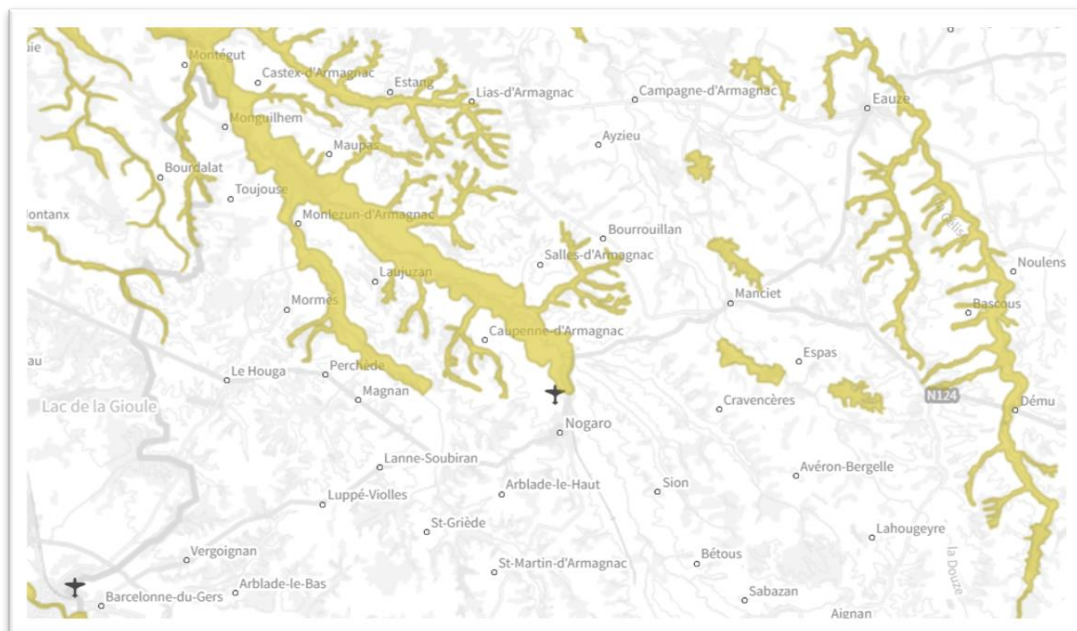 Montégut
Castex-d'Armagnac
Estang
Lias-d'Armagnac
Campagne-d'Armagnac
Eauze
Monguilhem
Ayzieu
Maupas
Bourdalat
Toujouse
Monlezun-d'Armagnac
Bourrouillan
Salles-d'Armagnac
Noulens
Laujuzan
Manciet
Mormès
Bascous
Caupenne-d'Armagnac
Espas
Le Houga
Perchède
Magnan
N124
Cravencères
Dému
Lac de la Gioule
Nogaro
Lanne-Soubiran
Avéron-Bergelle
Arblade-le-Haut
Sion
Luppé-Violles
St-Griède
Lahougeyre
Vergoignan
Bétous
St-Martin-d'Armagnac
la Douze
Arblade-le-Bas
Barcelonne-du-Gers
Sabazan
Aignan